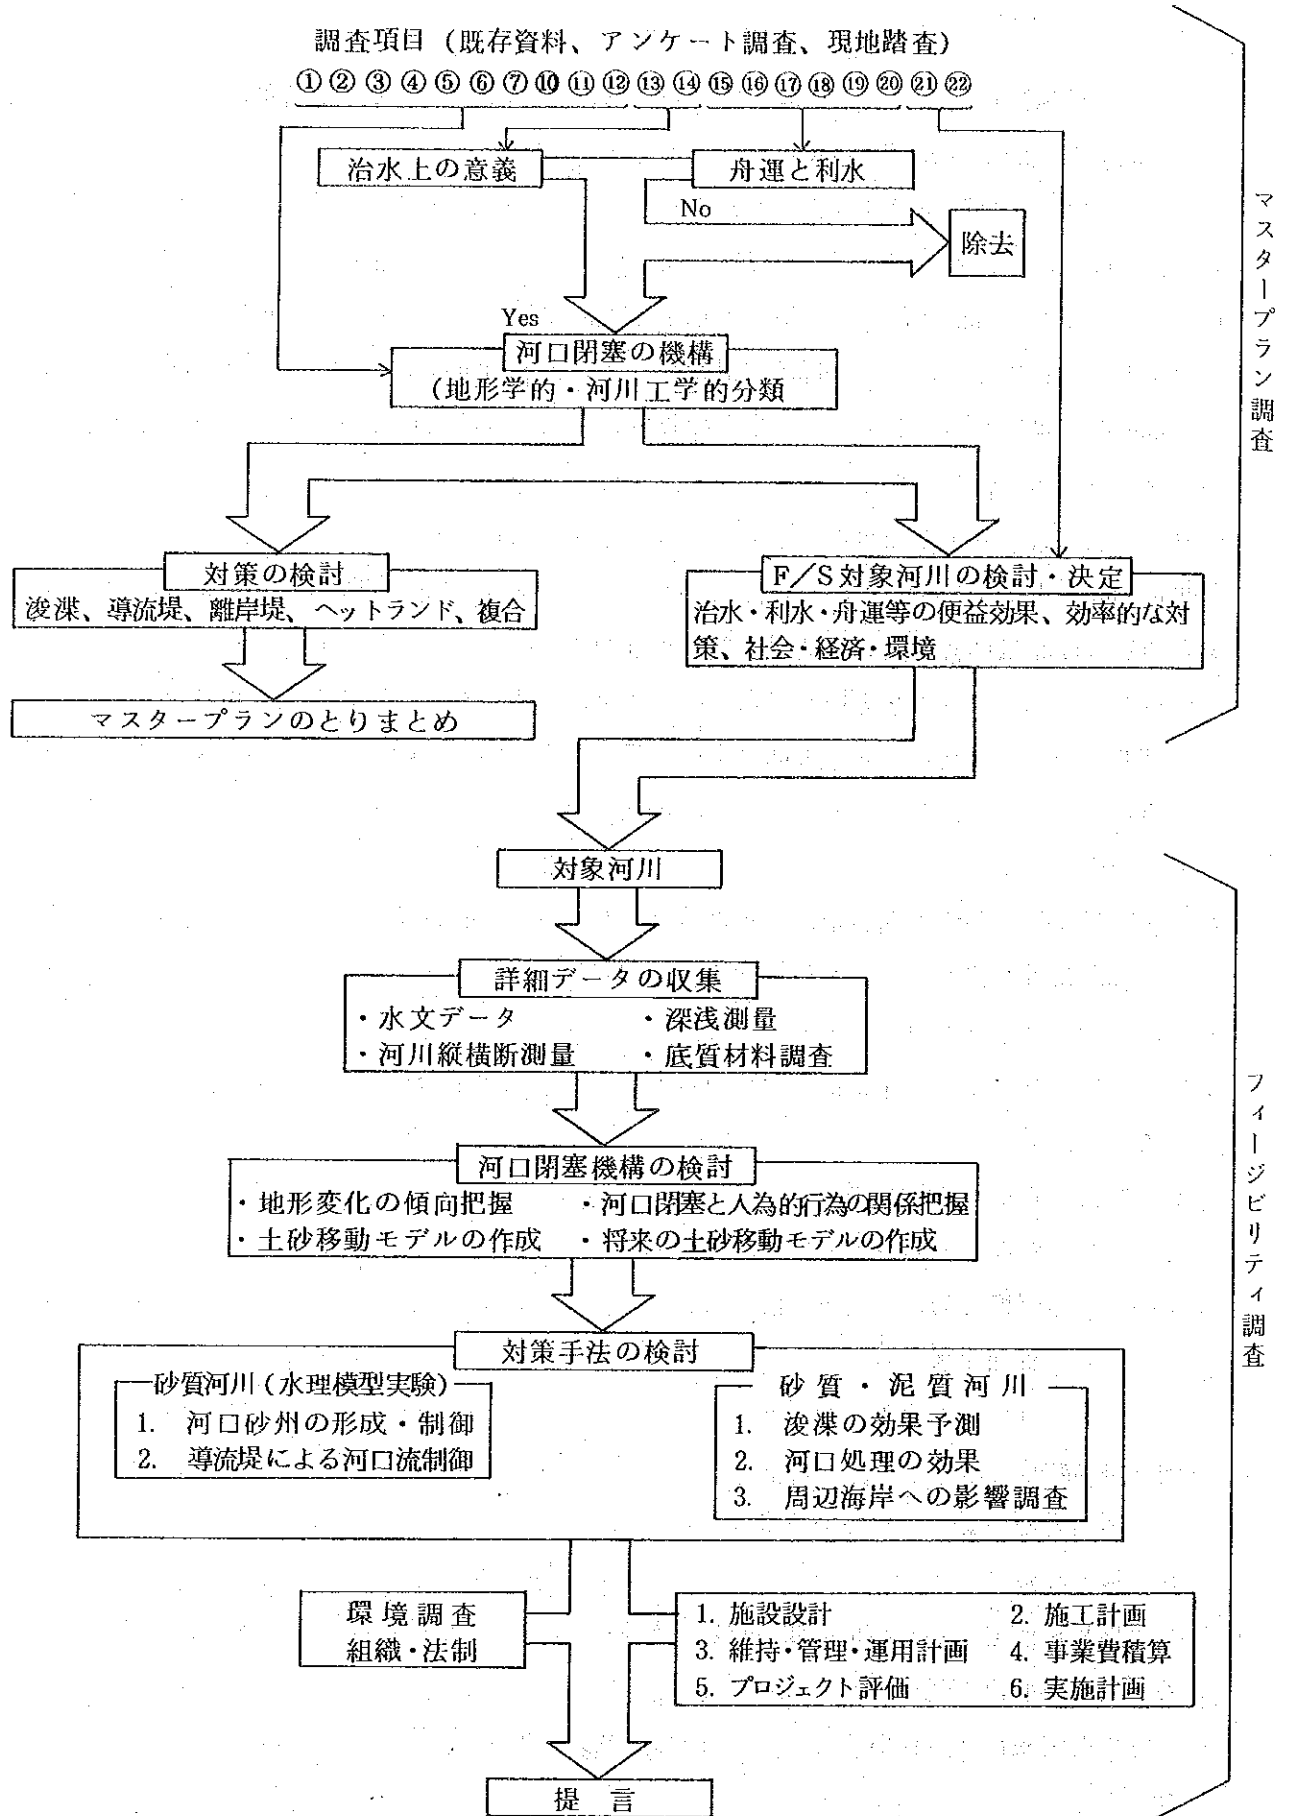 調査項目（既存資料、アンケート調査、現地踏査）
①②③④⑤⑥⑦⑩⑪⑫⑬⑭⑮⑯⑰⑱⑲⑳㉑㉒
治水上の意義
舟運と利水
No
除去
Yes
河口閉塞の機構
（地形学的・河川工学的分類
対策の検討
浚渫、導流堤、離岸堤、ヘットランド、複合
F／S対象河川の検討・決定
治水・利水・舟運等の便益効果、効率的な対
策、社会・経済・環境
マスタープランのとりまとめ
マスタープラン調査
対象河川
詳細データの収集
・水文データ ・深浅測量
・河川縦横断測量 ・底質材料調査
河口閉塞機構の検討
・地形変化の傾向把握 ・河口閉塞と人為的行為の関係把握
・土砂移動モデルの作成 ・将来の土砂移動モデルの作成
対策手法の検討
砂質河川（水理模型実験）
1. 河口砂州の形成・制御
2. 導流堤による河口流制御
砂質・泥質河川
1. 浚渫の効果予測
2. 河口処理の効果
3. 周辺海岸への影響調査
環境調査
組織・法制
1. 施設設計 2. 施工計画
3. 維持・管理・運用計画 4. 事業費積算
5. プロジェクト評価 6. 実施計画
提言
フィージビリティ調査